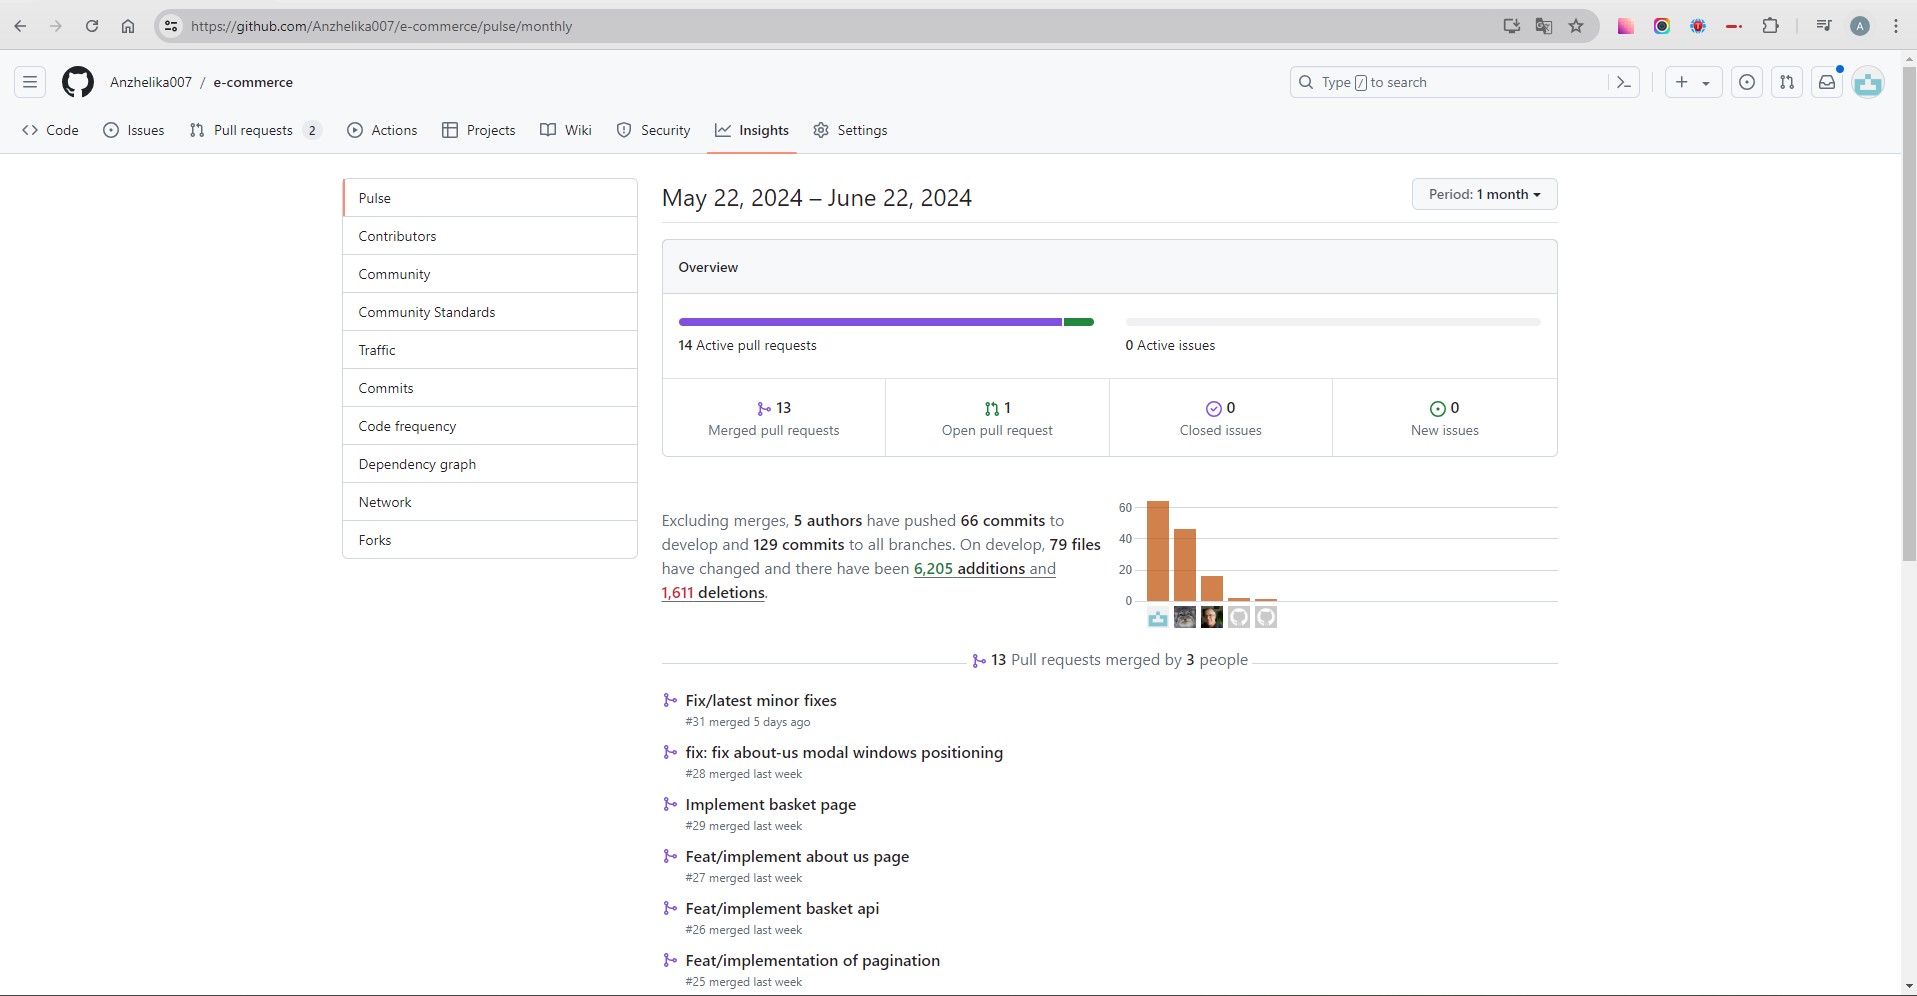 https://github.com/Anzhelika007/e-commerce/pulse/monthly
A
Anzhelika007 / e-commerce
Type / to search
Code
Issues
Pull requests 2
Actions
Projects
Wiki
Security
Insights
Settings
Pulse
Contributors
Community
Community Standards
Traffic
Commits
Code frequency
Dependency graph
Network
Forks
May 22, 2024 – June 22, 2024
Period: 1 month
Overview
14 Active pull requests
0 Active issues
13
Merged pull requests
1
Open pull request
0
Closed issues
0
New issues
Excluding merges, 5 authors have pushed 66 commits to
develop and 129 commits to all branches. On develop, 79 files
have changed and there have been 6,205 additions and
1,611 deletions.
60
40
20
0
13 Pull requests merged by 3 people
Fix/latest minor fixes
#31 merged 5 days ago
fix: fix about-us modal windows positioning
#28 merged last week
Implement basket page
#29 merged last week
Feat/implement about us page
#27 merged last week
Feat/implement basket api
#26 merged last week
Feat/implementation of pagination
#25 merged last week